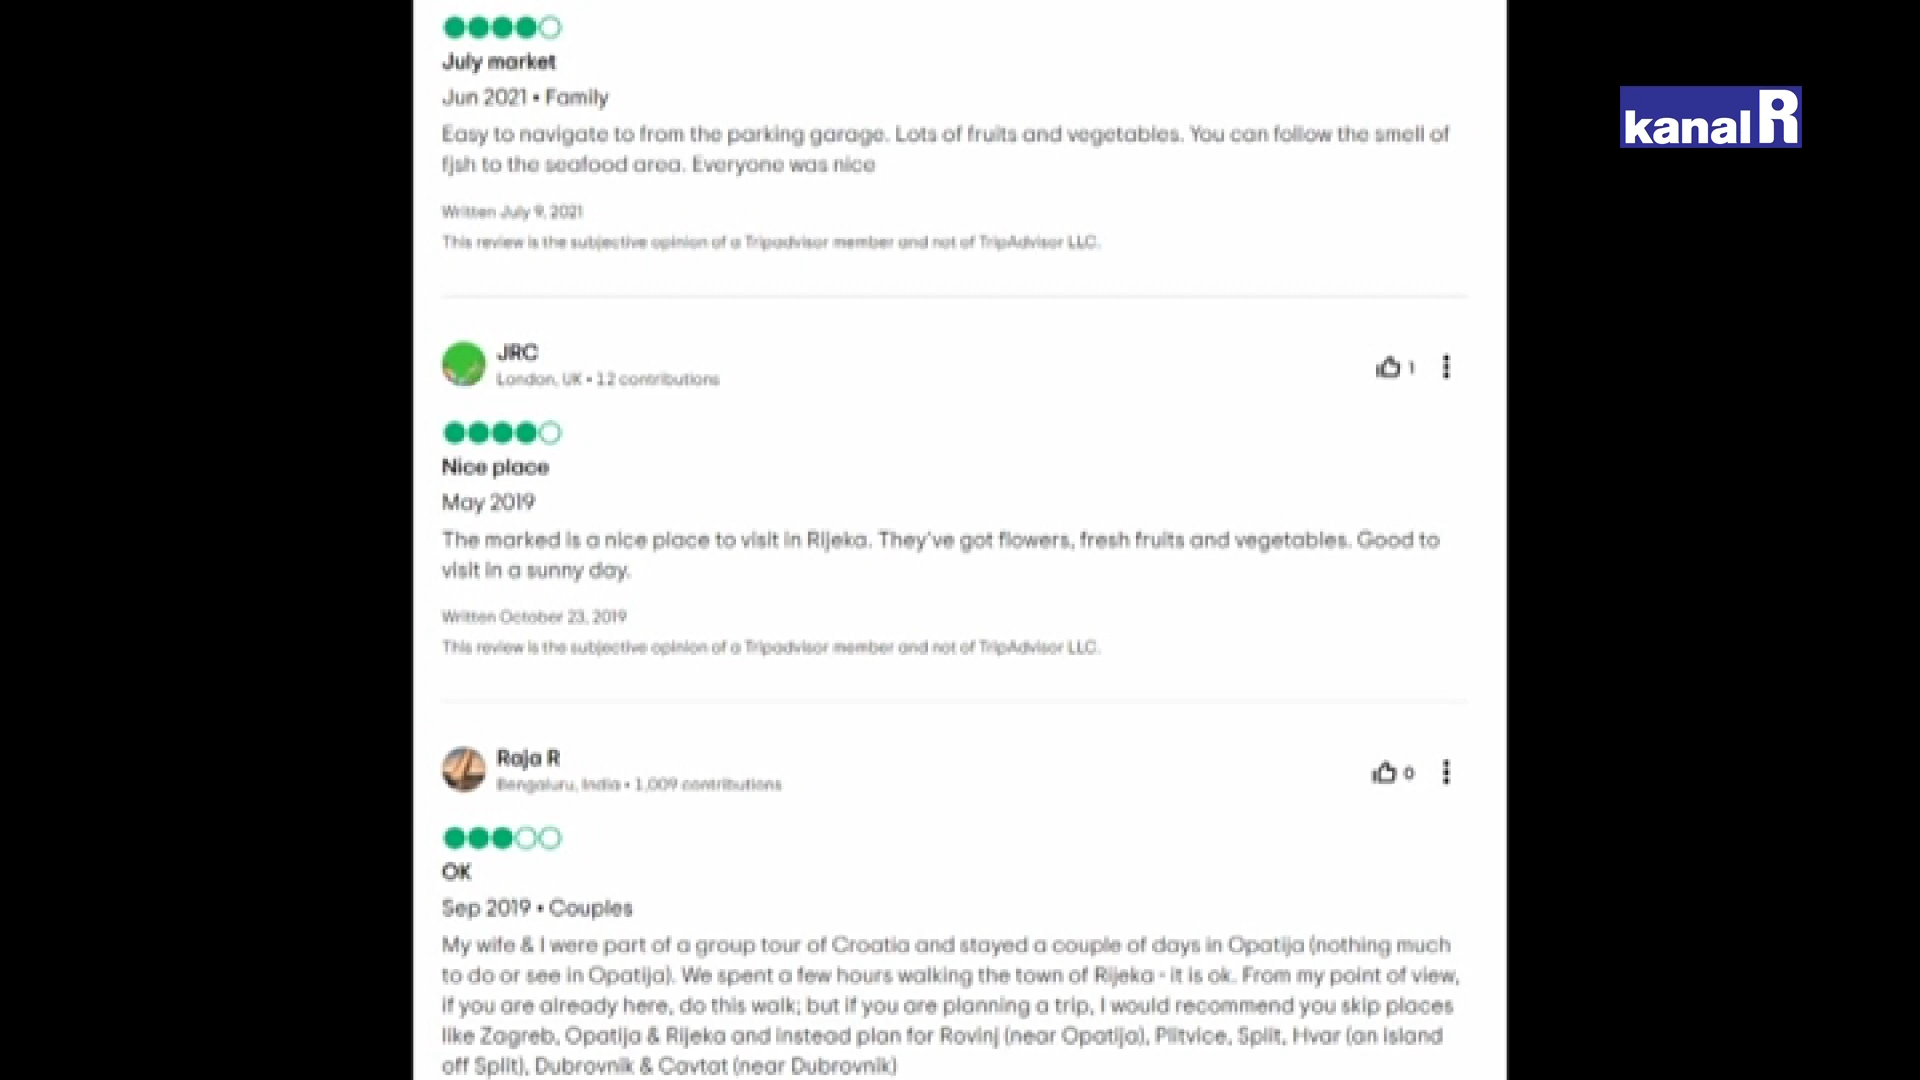 July market
Jun 2021 • Family
Easy to navigate to from the parking garage. Lots of fruits and vegetables. You can follow the smell of
fjsh to the seafood area. Everyone was nice
Written July 9, 2021
This review is the subjective opinion of a Tripadvisor member and not of TripAdvisor LLC.
JRC
London, UK • 12 contributions
1
Nice place
May 2019
The marked is a nice place to visit in Rijeka. They've got flowers, fresh fruits and vegetables. Good to
visit in a sunny day.
Written October 23, 2019
This review is the subjective opinion of a Tripadvisor member and not of TripAdvisor LLC.
Raja R
Bengaluru, India • 1,009 contributions
0
OK
Sep 2019 • Couples
My wife & I were part of a group tour of Croatia and stayed a couple of days in Opatija (nothing much
to do or see in Opatija). We spent a few hours walking the town of Rijeka - it is ok. From my point of view,
if you are already here, do this walk; but if you are planning a trip, I would recommend you skip places
like Zagreb, Opatija & Rijeka and instead plan for Rovinj (near Opatija), Plitvice, Split, Hvar (an island
off Split), Dubrovnik & Cavtat (near Dubrovnik)
kanal R